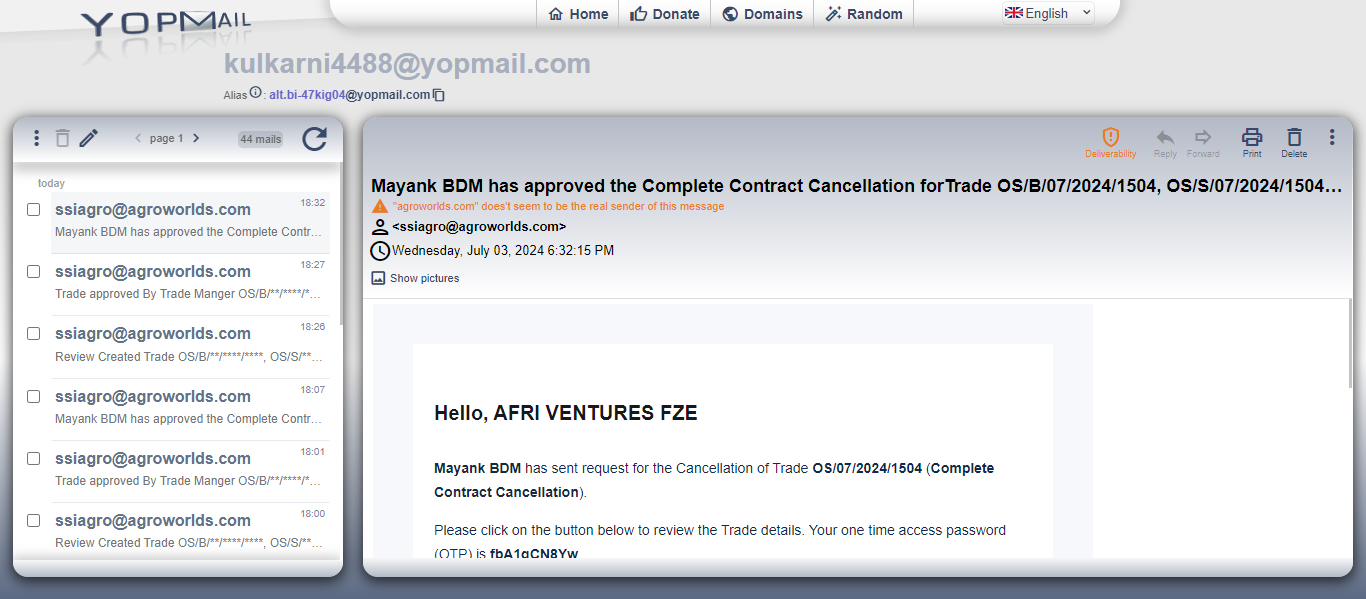 YOPMAIL
Home Donate Domains Random
English
kulkarni4488@yopmail.com
Alias : alt.bi-47kig04@yopmail.com
page 1 44 mails
today
ssiagro@agroworlds.com 18:32
Mayank BDM has approved the Complete Contr...
ssiagro@agroworlds.com 18:27
Trade approved By Trade Manger OS/B/**/****/*...
ssiagro@agroworlds.com 18:26
Review Created Trade OS/B/**/****/****, OS/S/**...
ssiagro@agroworlds.com 18:07
Mayank BDM has approved the Complete Contr...
ssiagro@agroworlds.com 18:01
Trade approved By Trade Manger OS/B/**/****/*...
ssiagro@agroworlds.com 18:00
Review Created Trade OS/B/**/****/****, OS/S/**...
Deliverability Reply Forward Print Delete
Mayank BDM has approved the Complete Contract Cancellation forTrade OS/B/07/2024/1504, OS/S/07/2024/1504...
"agroworlds.com" does't seem to be the real sender of this message
<ssiagro@agroworlds.com>
Wednesday, July 03, 2024 6:32:15 PM
Show pictures
Hello, AFRI VENTURES FZE
Mayank BDM has sent request for the Cancellation of Trade OS/07/2024/1504 (Complete
Contract Cancellation).
Please click on the button below to review the Trade details. Your one time access password
(OTP) is